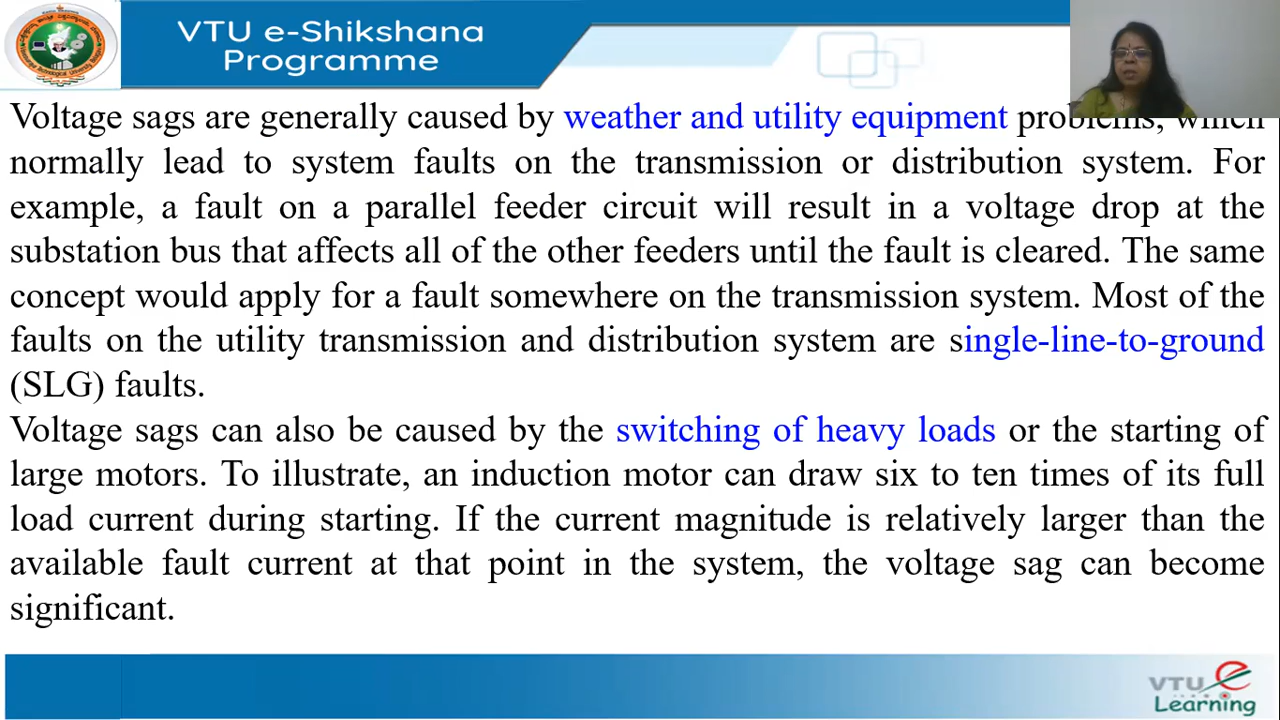 VTU e-Shikshana
Programme
Voltage sags are generally caused by weather and utility equipment problems, which
normally lead to system faults on the transmission or distribution system. For
example, a fault on a parallel feeder circuit will result in a voltage drop at the
substation bus that affects all of the other feeders until the fault is cleared. The same
concept would apply for a fault somewhere on the transmission system. Most of the
faults on the utility transmission and distribution system are single-line-to-ground
(SLG) faults.
Voltage sags can also be caused by the switching of heavy loads or the starting of
large motors. To illustrate, an induction motor can draw six to ten times of its full
load current during starting. If the current magnitude is relatively larger than the
available fault current at that point in the system, the voltage sag can become
significant.
VTU e
Learning